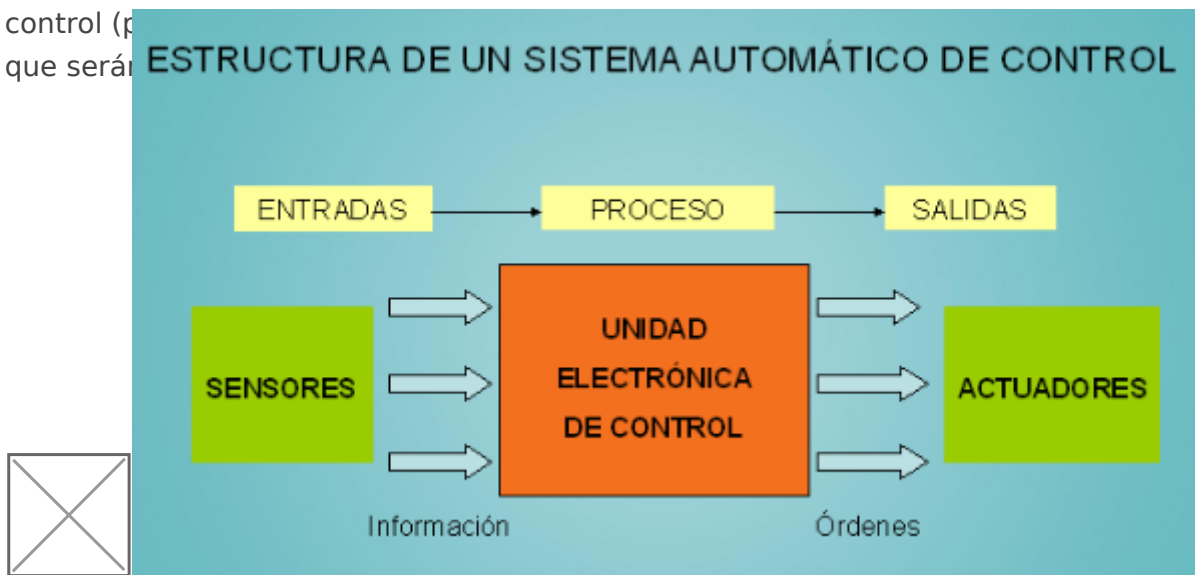 control (p
que será
ESTRUCTURA DE UN SISTEMA AUTOMÁTICO DE CONTROL
ENTRADAS
PROCESO
SALIDAS
SENSORES
UNIDAD
ELECTRÓNICA
DE CONTROL
ACTUADORES
Información
Órdenes